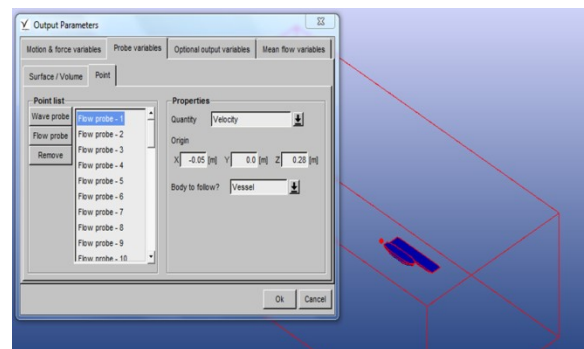 Output Parameters
Motion & force variables Probe variables Optional output variables Mean flow variables
Surface / Volume Point
Point list
Wave probe
Flow probe
Remove
Flow probe - 1
Flow probe - 2
Flow probe - 3
Flow probe - 4
Flow probe - 5
Flow probe - 6
Flow probe - 7
Flow probe - 8
Flow probe - 9
Flow probe - 10
Properties
Quantity Velocity
Origin
X -0.05 [m] Y 0.0 [m] Z 0.28 [m]
Body to follow? Vessel
Ok Cancel